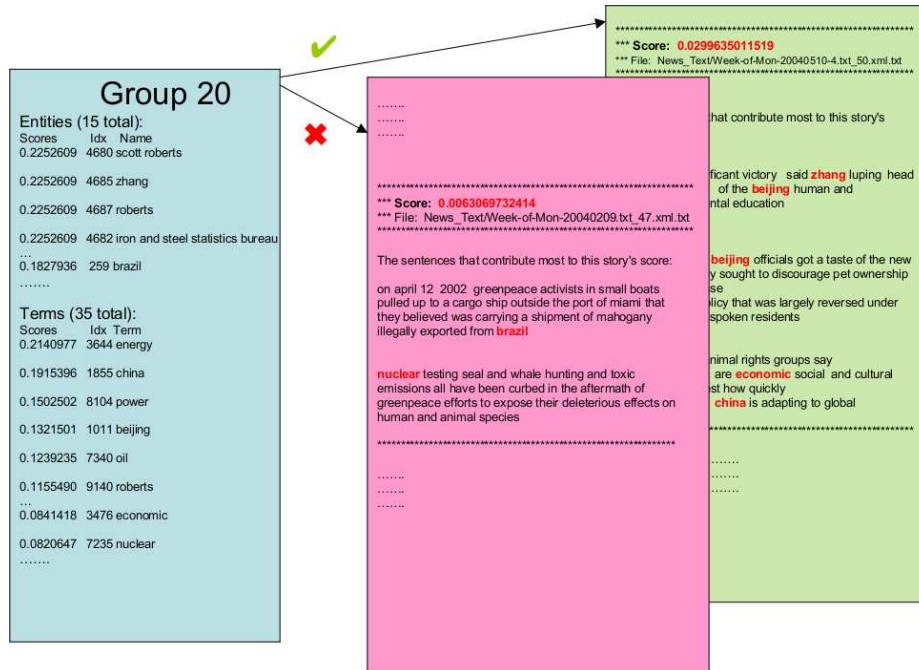 Group 20
Entities (15 total):
Scores Idx Name
0.2252609 4680 scott roberts
0.2252609 4685 zhang
0.2252609 4687 roberts
0.2252609 4682 iron and steel statistics bureau
...
0.1827936 259 brazil
.......
Terms (35 total):
Scores Idx Term
0.2140977 3644 energy
0.1915396 1855 china
0.1502502 8104 power
0.1321501 1011 beijing
0.1239235 7340 oil
0.1155490 9140 roberts
...
0.0841418 3476 economic
0.0820647 7235 nuclear
.......
.......
.......
.......
*** Score: 0.0063069732414
*** File: News_Text/Week-of-Mon-20040209.txt_47.xml.txt
The sentences that contribute most to this story's score:
on april 12 2002 greenpeace activists in small boats
pulled up to a cargo ship outside the port of miami that
they believed was carrying a shipment of mahogany
illegally exported from brazil
nuclear testing seal and whale hunting and toxic
emissions all have been curbed in the aftermath of
greenpeace efforts to expose their deleterious effects on
human and animal species
.......
.......
.......
*** Score: 0.0299635011519
*** File: News_Text/Week-of-Mon-20040510-4.txt_50.xml.txt
that contribute most to this story's
ficant victory said zhang luping head
of the beijing human and
ntal education
beijing officials got a taste of the new
y sought to discourage pet ownership
se
licy that was largely reversed under
spoken residents
nimal rights groups say
are economic social and cultural
est how quickly
china is adapting to global
.......
.......
.......